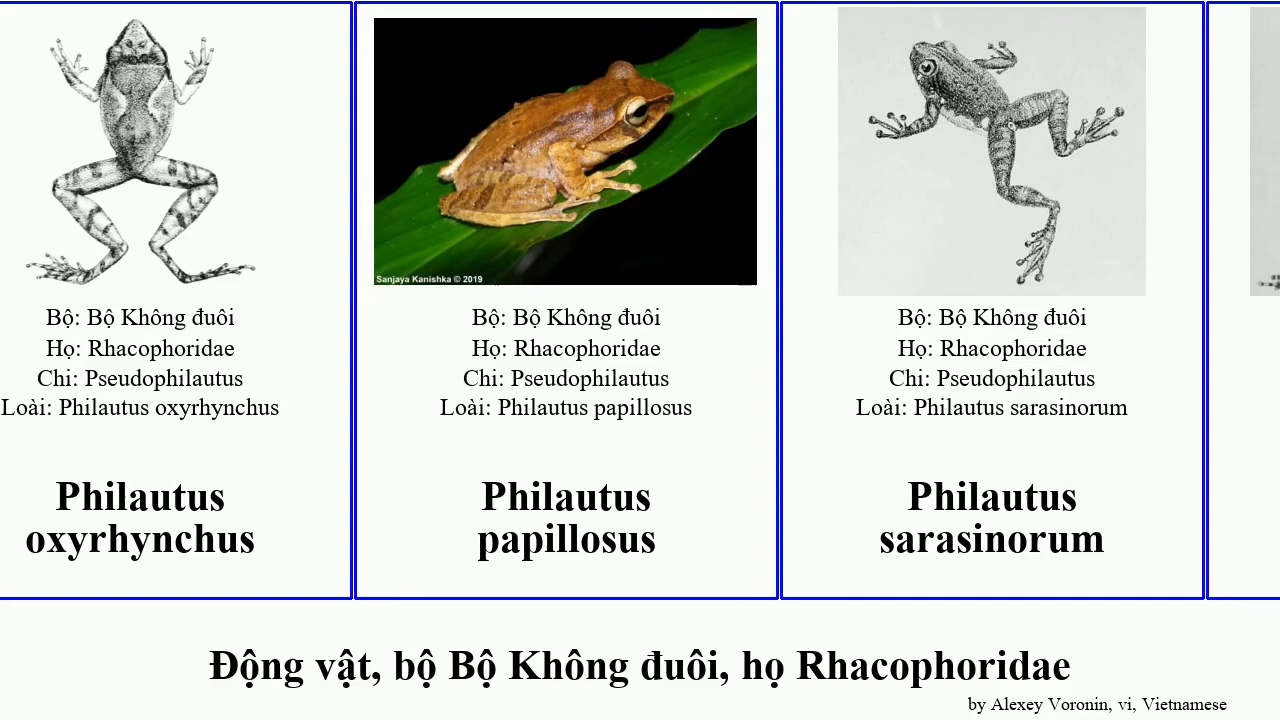 Sanjaya Kanishka © 2019
Bộ: Bộ Không đuôi
Họ: Rhacophoridae
Chi: Pseudophilautus
Loài: Philautus oxyrhynchus
Philautus
oxyrhynchus
Bộ: Bộ Không đuôi
Họ: Rhacophoridae
Chi: Pseudophilautus
Loài: Philautus papillosus
Philautus
papillosus
Bộ: Bộ Không đuôi
Họ: Rhacophoridae
Chi: Pseudophilautus
Loài: Philautus sarasinorum
Philautus
sarasinorum
Động vật, bộ Bộ Không đuôi, họ Rhacophoridae
by Alexey Voronin, vi, Vietnamese